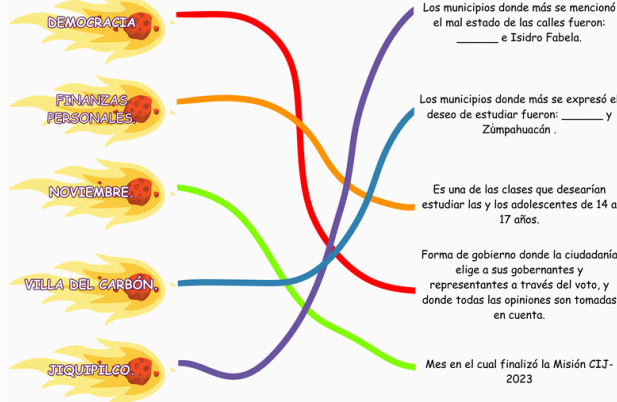 DEMOCRACIA
FINANZAS
PERSONALES.
NOVIEMBRE.
VILLA DEL CARBÓN.
JIQUIPILCO.
Los municipios donde más se mencionó
el mal estado de las calles fueron:
______ e Isidro Fabela.
Los municipios donde más se expresó el
deseo de estudiar fueron: ______ y
Zumpahuacán .
Es una de las clases que desearían
estudiar las y los adolescentes de 14 a
17 años.
Forma de gobierno donde la ciudadanía
elige a sus gobernantes y
representantes a través del voto, y
donde todas las opiniones son tomadas
en cuenta.
Mes en el cual finalizó la Misión CIJ-
2023